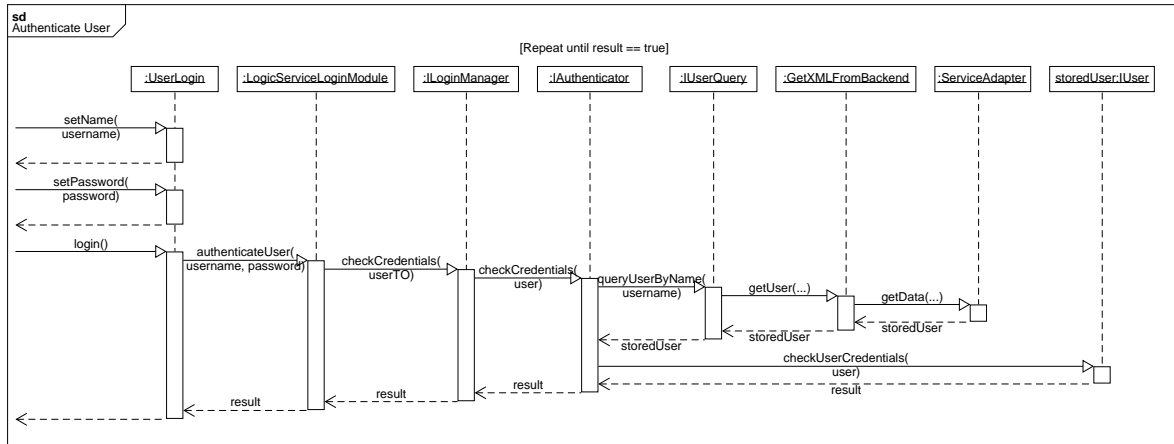 sd
Authenticate User
[Repeat until result == true]
:UserLogin
:LogicServiceLoginModule
:ILoginManager
:IAuthenticator
:IUserQuery
:GetXMLFromBackend
:ServiceAdapter
storedUser:IUser
setName(
username)
setPassword(
password)
login()
authenticateUser(
username, password)
checkCredentials(
userTO)
checkCredentials(
user)
queryUserByName(
username)
getUser(...)
getData(...)
storedUser
storedUser
storedUser
checkUserCredentials(
user)
result
result
result
result